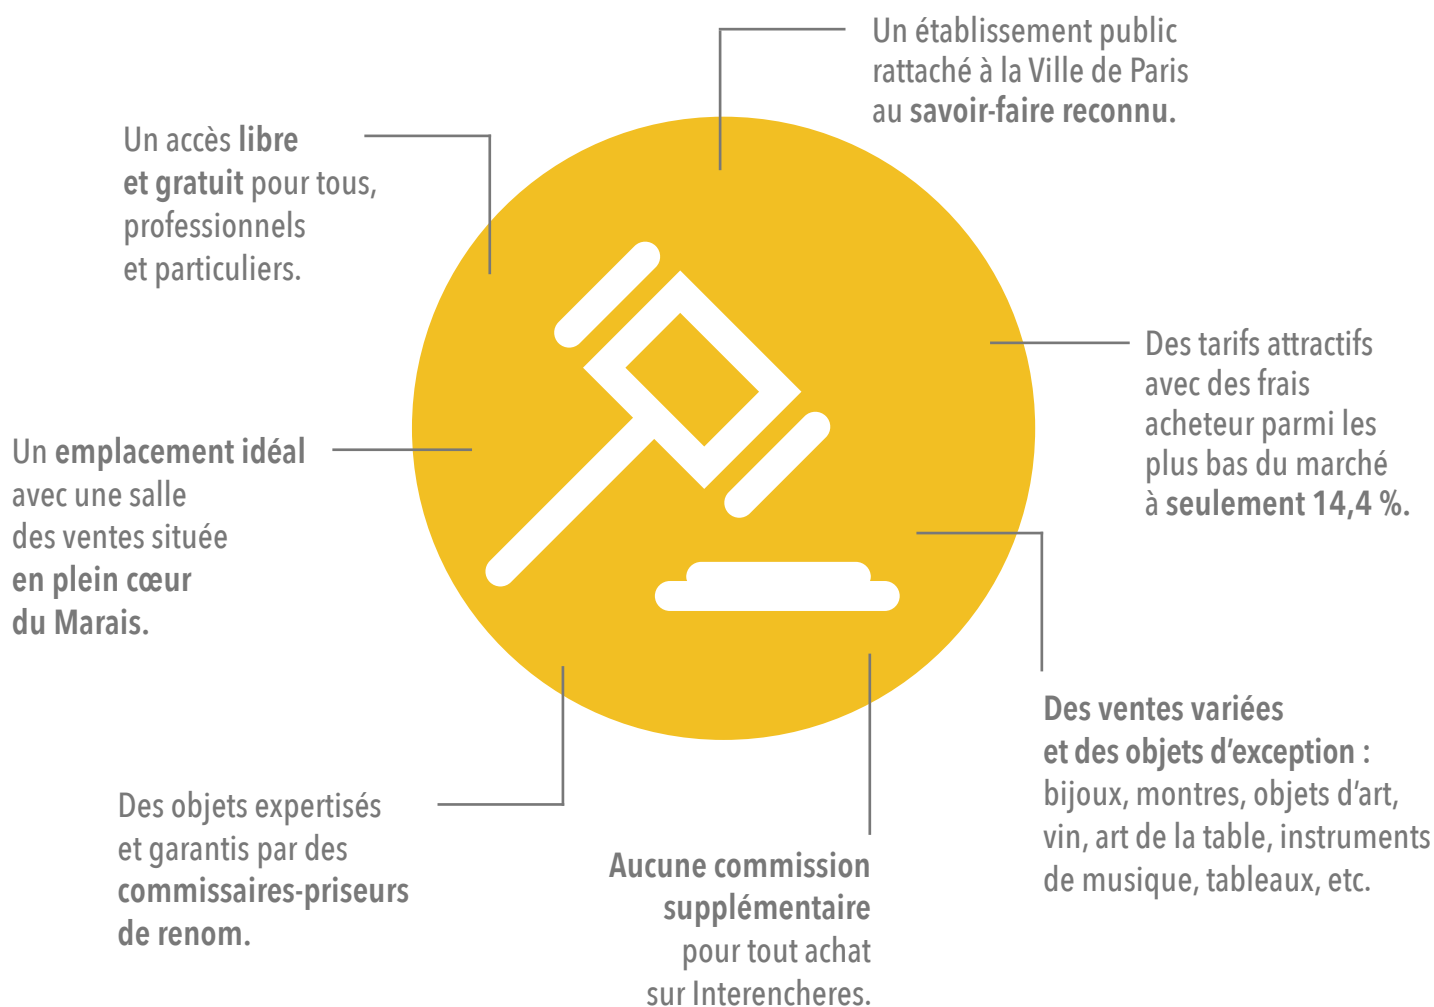 Un établissement public
rattaché à la Ville de Paris
au savoir-faire reconnu.
Un accès libre
et gratuit pour tous,
professionnels
et particuliers.
Des tarifs attractifs
avec des frais
acheteur parmi les
plus bas du marché
à seulement 14,4 %.
Un emplacement idéal
avec une salle
des ventes située
en plein cœur
du Marais.
Des ventes variées
et des objets d’exception :
bijoux, montres, objets d’art,
vin, art de la table, instruments
de musique, tableaux, etc.
Des objets expertisés
et garantis par des
commissaires-priseurs
de renom.
Aucune commission
supplémentaire
pour tout achat
sur Interencheres.